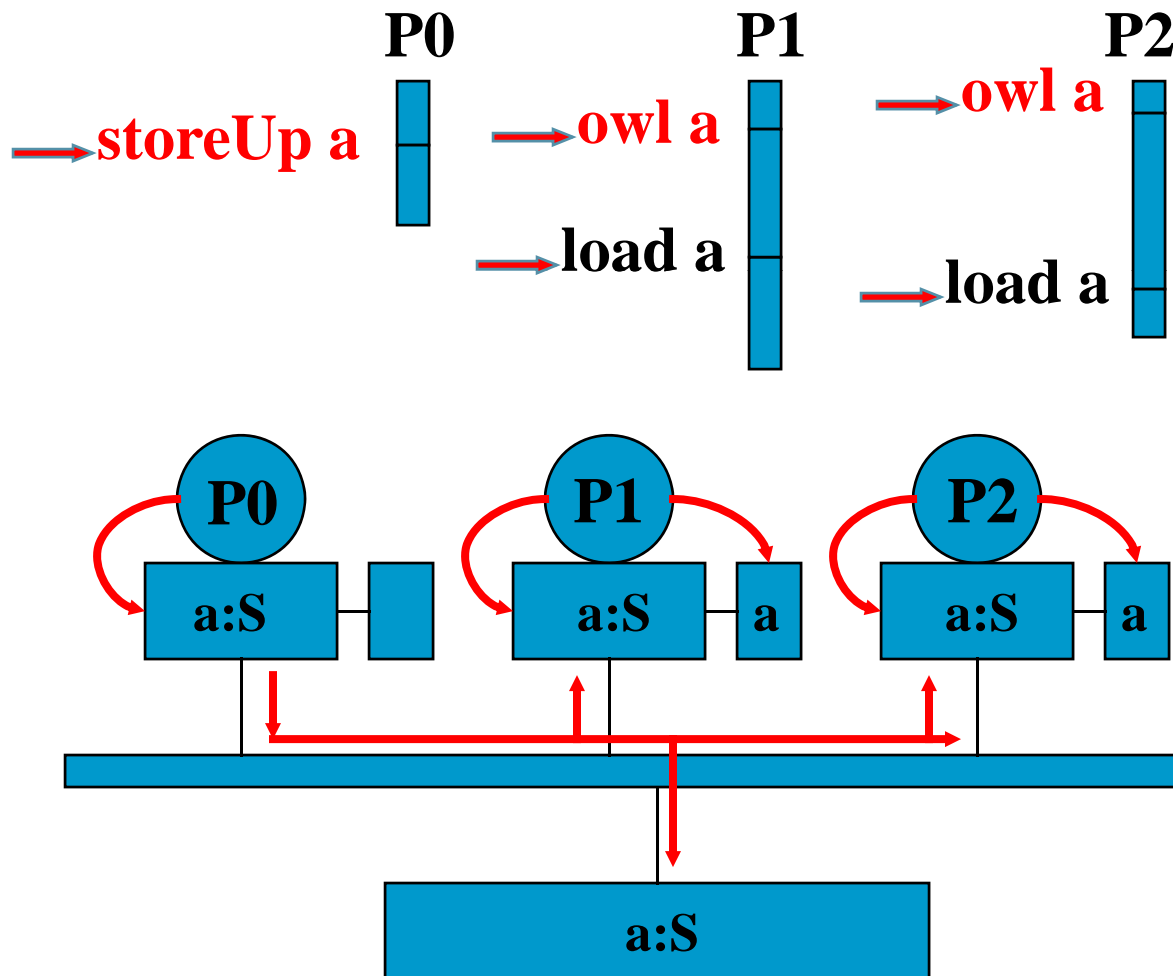 P0 P1 P2
storeUp a owl a owl a
load a load a
P0 P1 P2
a:S a:S a a:S a
a:S